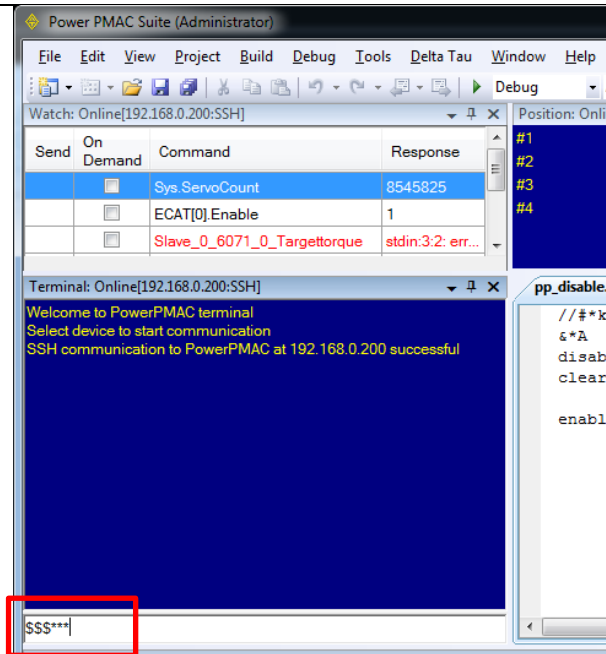 Power PMAC Suite (Administrator)
File Edit View Project Build Debug Tools Delta Tau Window Help
Debug
Watch: Online[192.168.0.200:SSH]
Send On Demand Command Response
Sys.ServoCount 8545825
ECAT[0].Enable 1
Slave_0_6071_0_Targettorque stdin:3:2: err...
Position: Onli
#1
#2
#3
#4
Terminal: Online[192.168.0.200:SSH]
Welcome to PowerPMAC terminal
Select device to start communication
SSH communication to PowerPMAC at 192.168.0.200 successful
$$$***
pp_disable.
//#*k
&*A
disab
clear
enabl